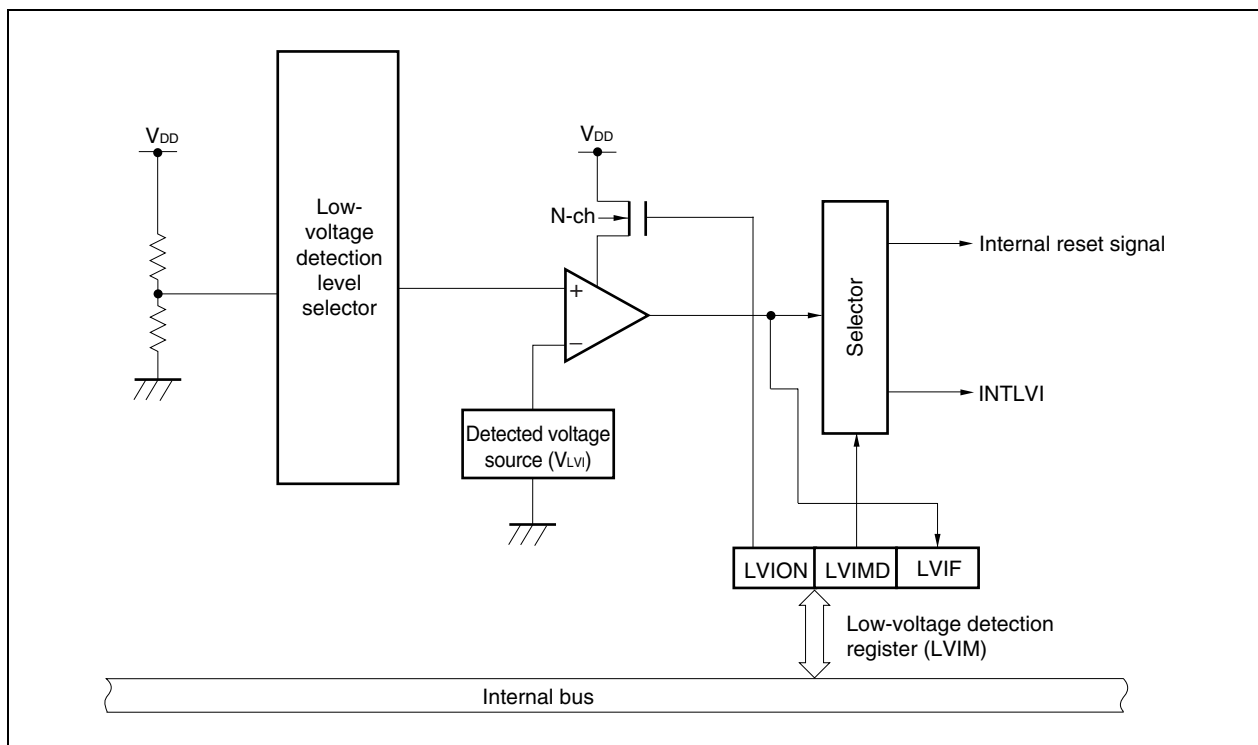 VDD
Low-
voltage
detection
level
selector
VDD
N-ch
+
−
Detected voltage
source (VLVI)
Selector
Internal reset signal
INTLVI
LVION
LVIMD
LVIF
Low-voltage detection
register (LVIM)
Internal bus